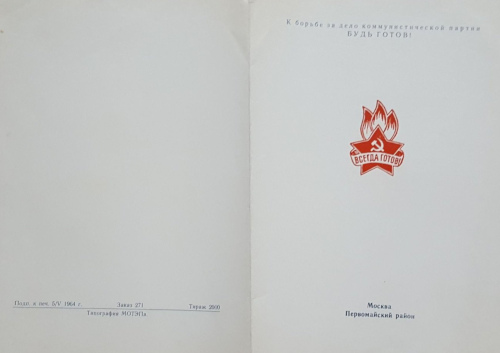 Подп. к печ. 5/V 1964 г. Заказ 271 Тираж 2600
Типография МОТЭПа
К борьбе за дело коммунистической партии
БУДЬ ГОТОВ!
ВСЕГДА ГОТОВ!
Москва
Первомайский район